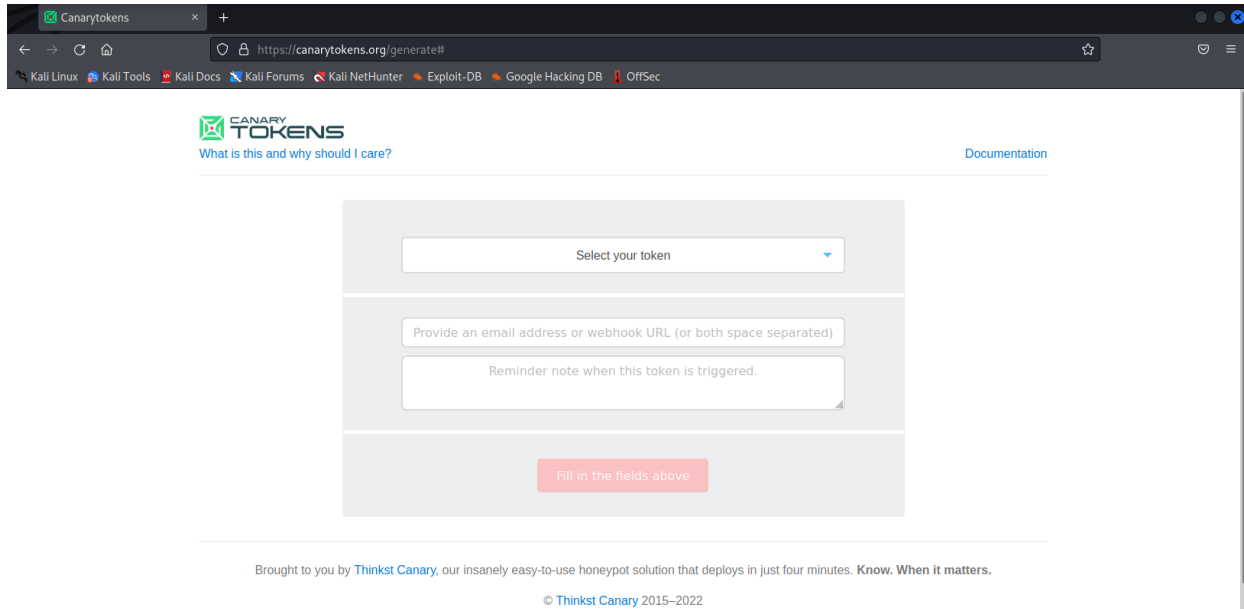 Canarytokens
https://canarytokens.org/generate#
Kali Linux Kali Tools Kali Docs Kali Forums Kali NetHunter Exploit-DB Google Hacking DB OffSec
CANARY
TOKENS
What is this and why should I care? Documentation
Select your token
Provide an email address or webhook URL (or both space separated)
Reminder note when this token is triggered.
Fill in the fields above
Brought to you by Thinkst Canary, our insanely easy-to-use honeypot solution that deploys in just four minutes. Know. When it matters.
© Thinkst Canary 2015–2022